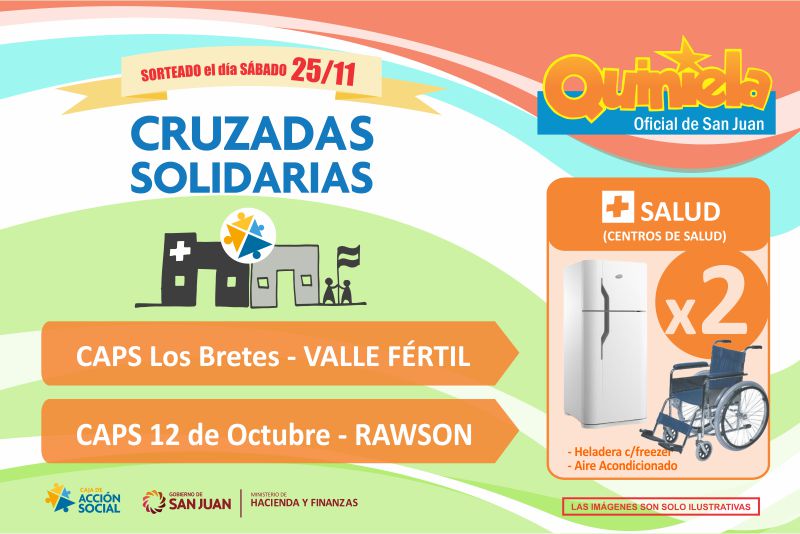 SORTEADO el día SÁBADO 25/11
CRUZADAS
SOLIDARIAS
Quiniela
Oficial de San Juan
SALUD
(CENTROS DE SALUD)
x2
- Heladera c/freezer
- Aire Acondicionado
CAPS Los Bretes - VALLE FÉRTIL
CAPS 12 de Octubre - RAWSON
CAJA DE
ACCIÓN
SOCIAL
GOBIERNO DE
SAN JUAN
MINISTERIO DE
HACIENDA Y FINANZAS
LAS IMÁGENES SON SOLO ILUSTRATIVAS